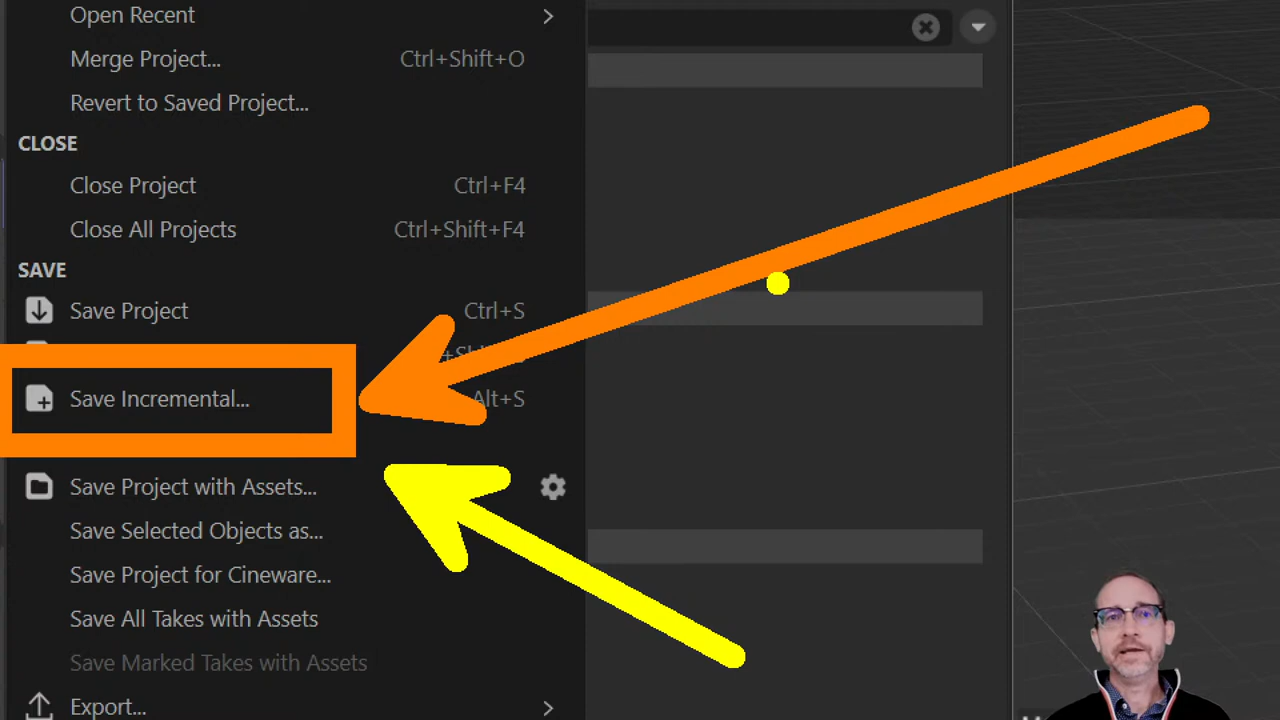 Open Recent
Merge Project... Ctrl+Shift+O
Revert to Saved Project...
CLOSE
Close Project Ctrl+F4
Close All Projects Ctrl+Shift+F4
SAVE
Save Project Ctrl+S
Save Incremental... Alt+S
Save Project with Assets...
Save Selected Objects as...
Save Project for Cineware...
Save All Takes with Assets
Save Marked Takes with Assets
Export...